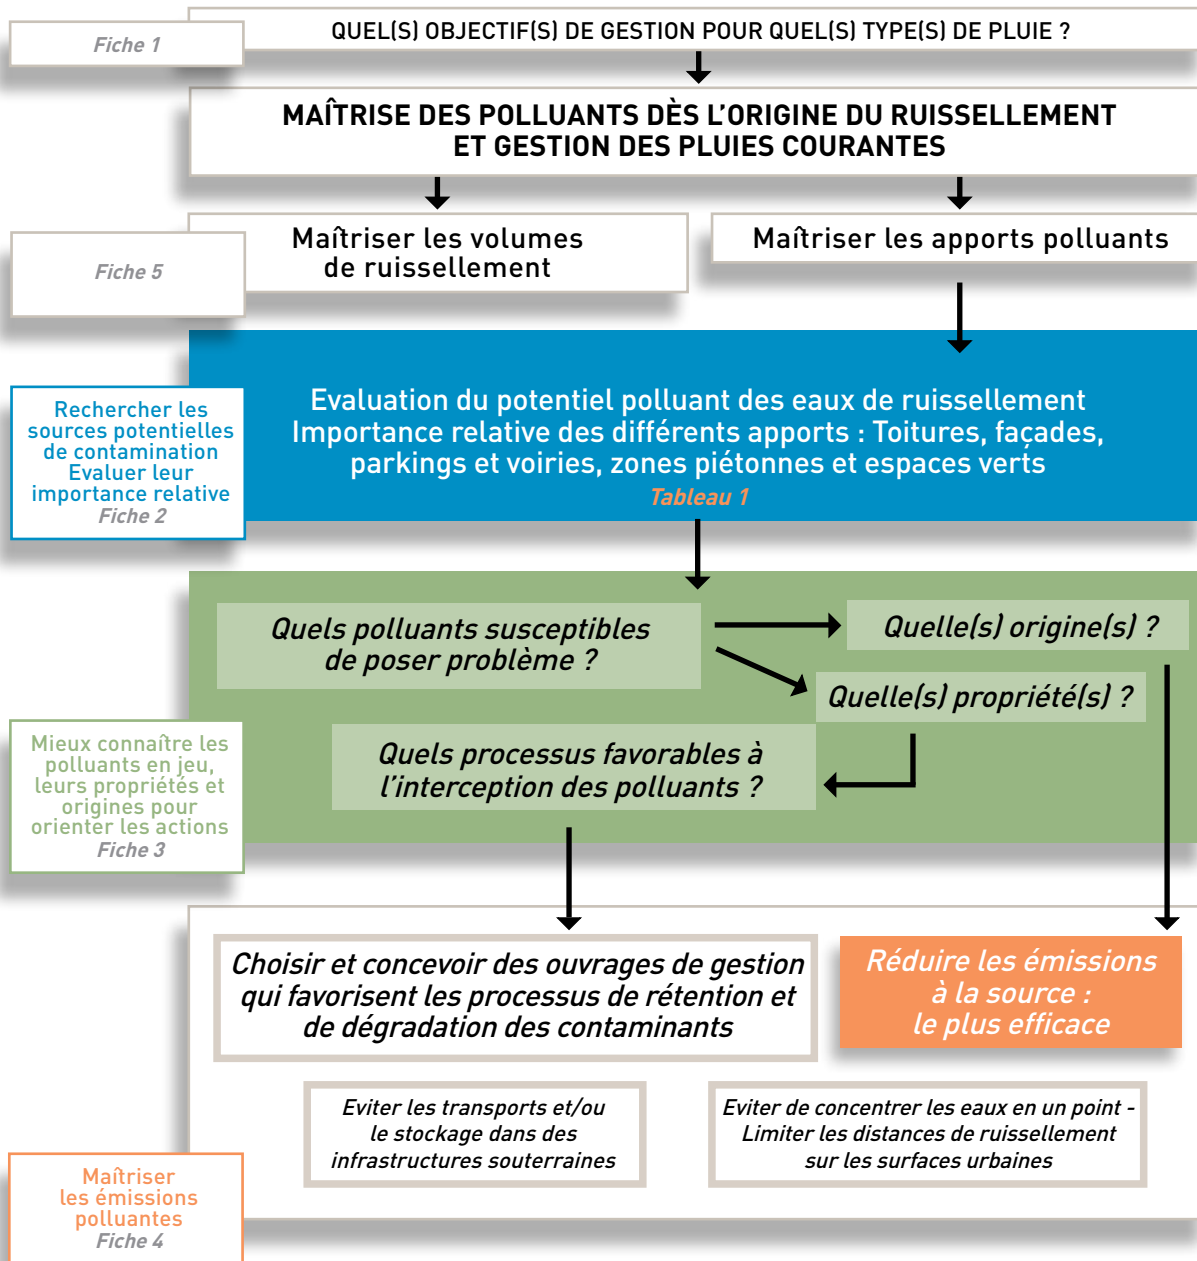 Fiche 1
QUEL(S) OBJECTIF(S) DE GESTION POUR QUEL(S) TYPE(S) DE PLUIE ?
MAÎTRISE DES POLLUANTS DÈS L’ORIGINE DU RUISSELLEMENT
ET GESTION DES PLUIES COURANTES
Fiche 5
Maîtriser les volumes
de ruissellement
Maîtriser les apports polluants
Rechercher les
sources potentielles
de contamination
Evaluer leur
importance relative
Fiche 2
Evaluation du potentiel polluant des eaux de ruissellement
Importance relative des différents apports : Toitures, façades,
parkings et voiries, zones piétonnes et espaces verts
Tableau 1
Quels polluants susceptibles
de poser problème ?
Quelle(s) origine(s) ?
Quelle(s) propriété(s) ?
Quels processus favorables à
l’interception des polluants ?
Mieux connaître les
polluants en jeu,
leurs propriétés et
origines pour
orienter les actions
Fiche 3
Choisir et concevoir des ouvrages de gestion
qui favorisent les processus de rétention et
de dégradation des contaminants
Réduire les émissions
à la source :
le plus efficace
Eviter les transports et/ou
le stockage dans des
infrastructures souterraines
Eviter de concentrer les eaux en un point -
Limiter les distances de ruissellement
sur les surfaces urbaines
Maîtriser
les émissions
polluantes
Fiche 4